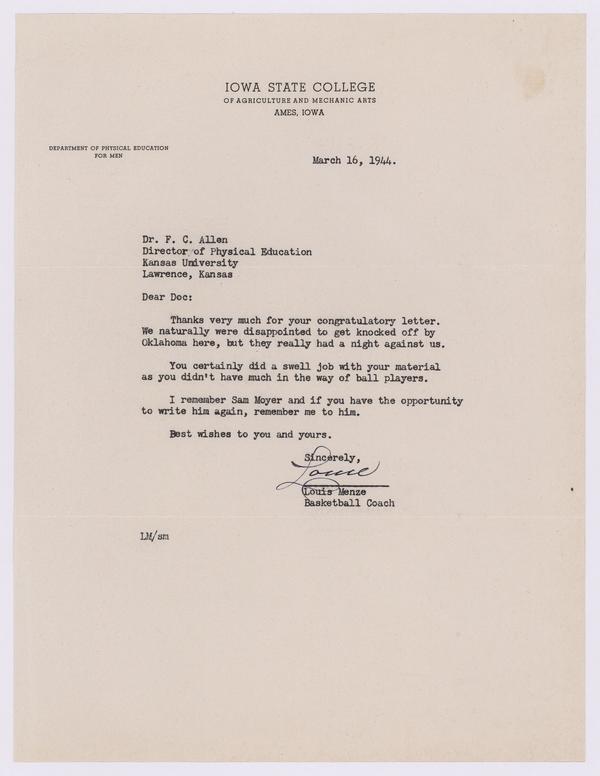 IOWA STATE COLLEGE
OF AGRICULTURE AND MECHANIC ARTS
AMES, IOWA
DEPARTMENT OF PHYSICAL EDUCATION
FOR MEN
March 16, 1944.
Dr. F. C. Allen
Director of Physical Education
Kansas University
Lawrence, Kansas
Dear Doc:
Thanks very much for your congratulatory letter.
We naturally were disappointed to get knocked off by
Oklahoma here, but they really had a night against us.
You certainly did a swell job with your material
as you didn't have much in the way of ball players.
I remember Sam Moyer and if you have the opportunity
to write him again, remember me to him.
Best wishes to you and yours.
Sincerely,
Louie
Louis Menze
Basketball Coach
LM/sm